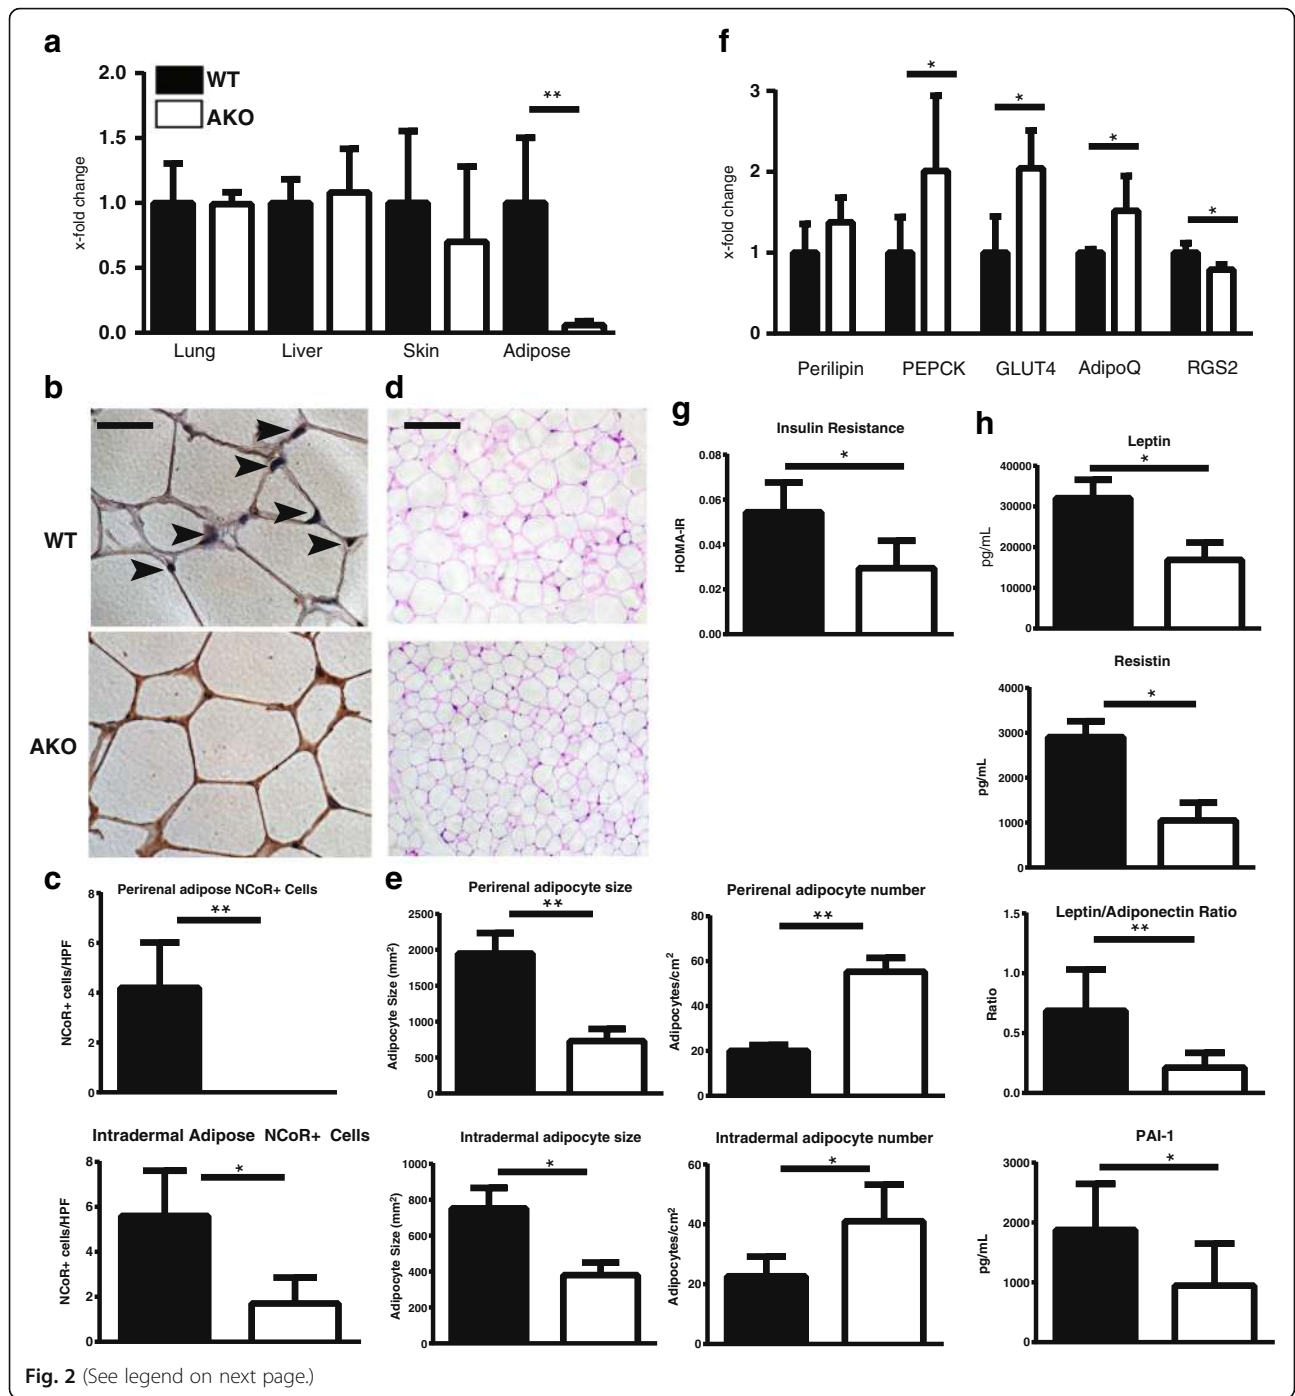 a
2.0
WT
AKO
**
1.5
1.0
0.5
0.0
x-fold change
Lung Liver Skin Adipose
f
3
2
1
0
x-fold change
*
*
*
*
Perilipin PEPCK GLUT4 AdipoQ RGS2
b
WT
AKO
d
g
Insulin Resistance
*
0.08
0.06
0.04
0.02
0.00
HOMA-IR
h
Leptin
*
40000
30000
20000
10000
0
pg/mL
Resistin
*
4000
3000
2000
1000
0
pg/mL
Leptin/Adiponectin Ratio
**
1.5
1.0
0.5
0.0
Ratio
PAI-1
*
3000
2000
1000
0
pg/mL
c
Perirenal adipose NCoR+ Cells
**
8
6
4
2
0
NCoR+ cells/HPF
Intradermal Adipose NCoR+ Cells
*
8
6
4
2
0
NCoR+ cells/HPF
e
Perirenal adipocyte size
**
2500
2000
1500
1000
500
0
Adipocyte Size (mm²)
Perirenal adipocyte number
**
80
60
40
20
0
Adipocytes/cm²
Intradermal adipocyte size
*
1000
800
600
400
200
0
Adipocyte Size (mm²)
Intradermal adipocyte number
*
60
40
20
0
Adipocytes/cm²
Fig. 2 (See legend on next page.)